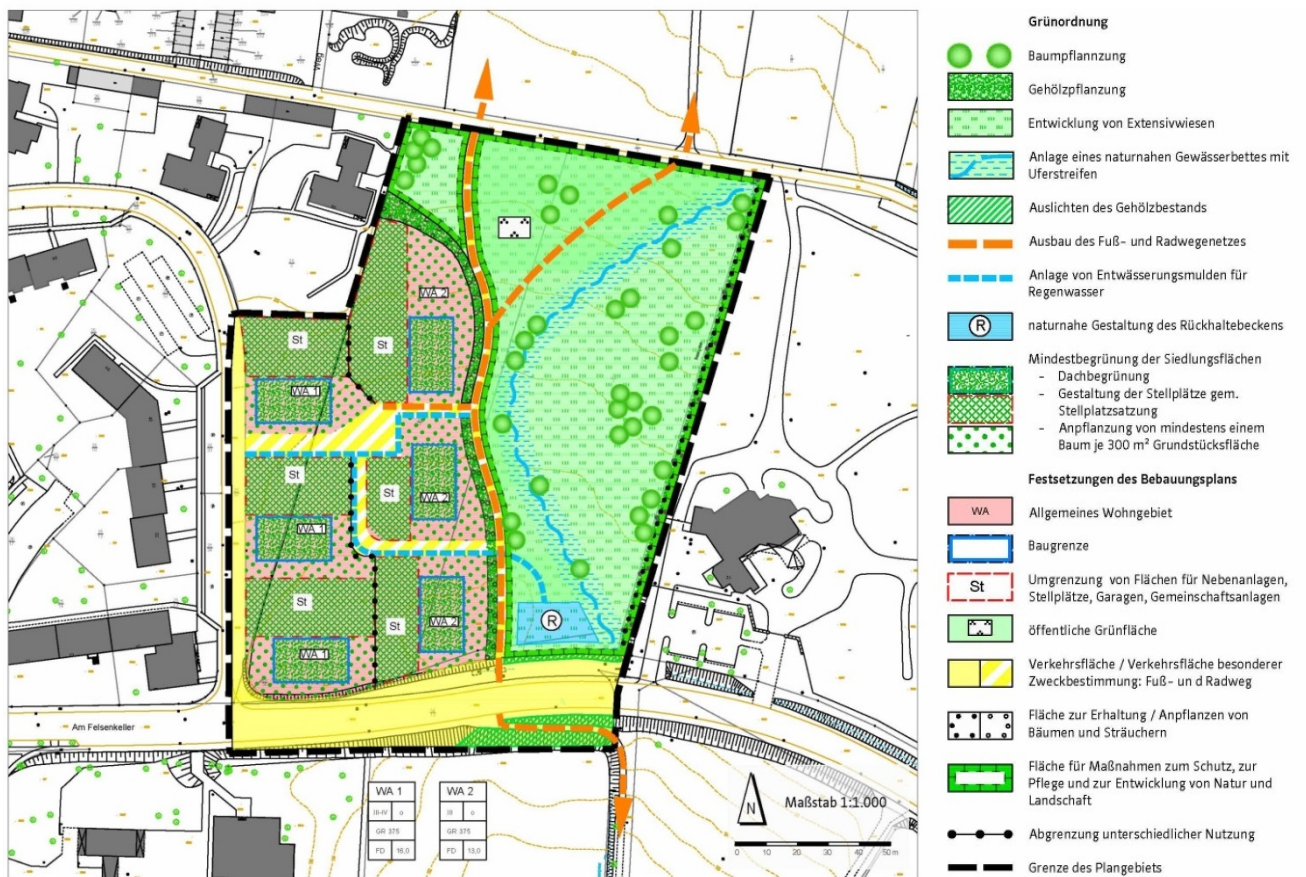 Weg
WA 2
St
St
WA 1
St
St
WA 2
WA 1
St
St
WA 2
WA 1
R
Am Felsenkeller
WA 1
III-IV o
GR 375
FD 16,0
WA 2
III o
GR 375
FD 13,0
N
Maßstab 1:1.000
0 10 20 30 40 50 m
Grünordnung
Baumpflannzung
Gehölzpflanzung
Entwicklung von Extensivwiesen
Anlage eines naturnahen Gewässerbettes mit
Uferstreifen
Auslichten des Gehölzbestands
Ausbau des Fuß- und Radwegenetzes
Anlage von Entwässerungsmulden für
Regenwasser
R
naturnahe Gestaltung des Rückhaltebeckens
Mindestbegrünung der Siedlungsflächen
- Dachbegrünung
- Gestaltung der Stellplätze gem.
Stellplatzsatzung
- Anpflanzung von mindestens einem
Baum je 300 m² Grundstücksfläche
Festsetzungen des Bebauungsplans
WA
Allgemeines Wohngebiet
Baugrenze
St
Umgrenzung von Flächen für Nebenanlagen,
Stellplätze, Garagen, Gemeinschaftsanlagen
öffentliche Grünfläche
Verkehrsfläche / Verkehrsfläche besonderer
Zweckbestimmung: Fuß- un d Radweg
Fläche zur Erhaltung / Anpflanzen von
Bäumen und Sträuchern
Fläche für Maßnahmen zum Schutz, zur
Pflege und zur Entwicklung von Natur und
Landschaft
Abgrenzung unterschiedlicher Nutzung
Grenze des Plangebiets